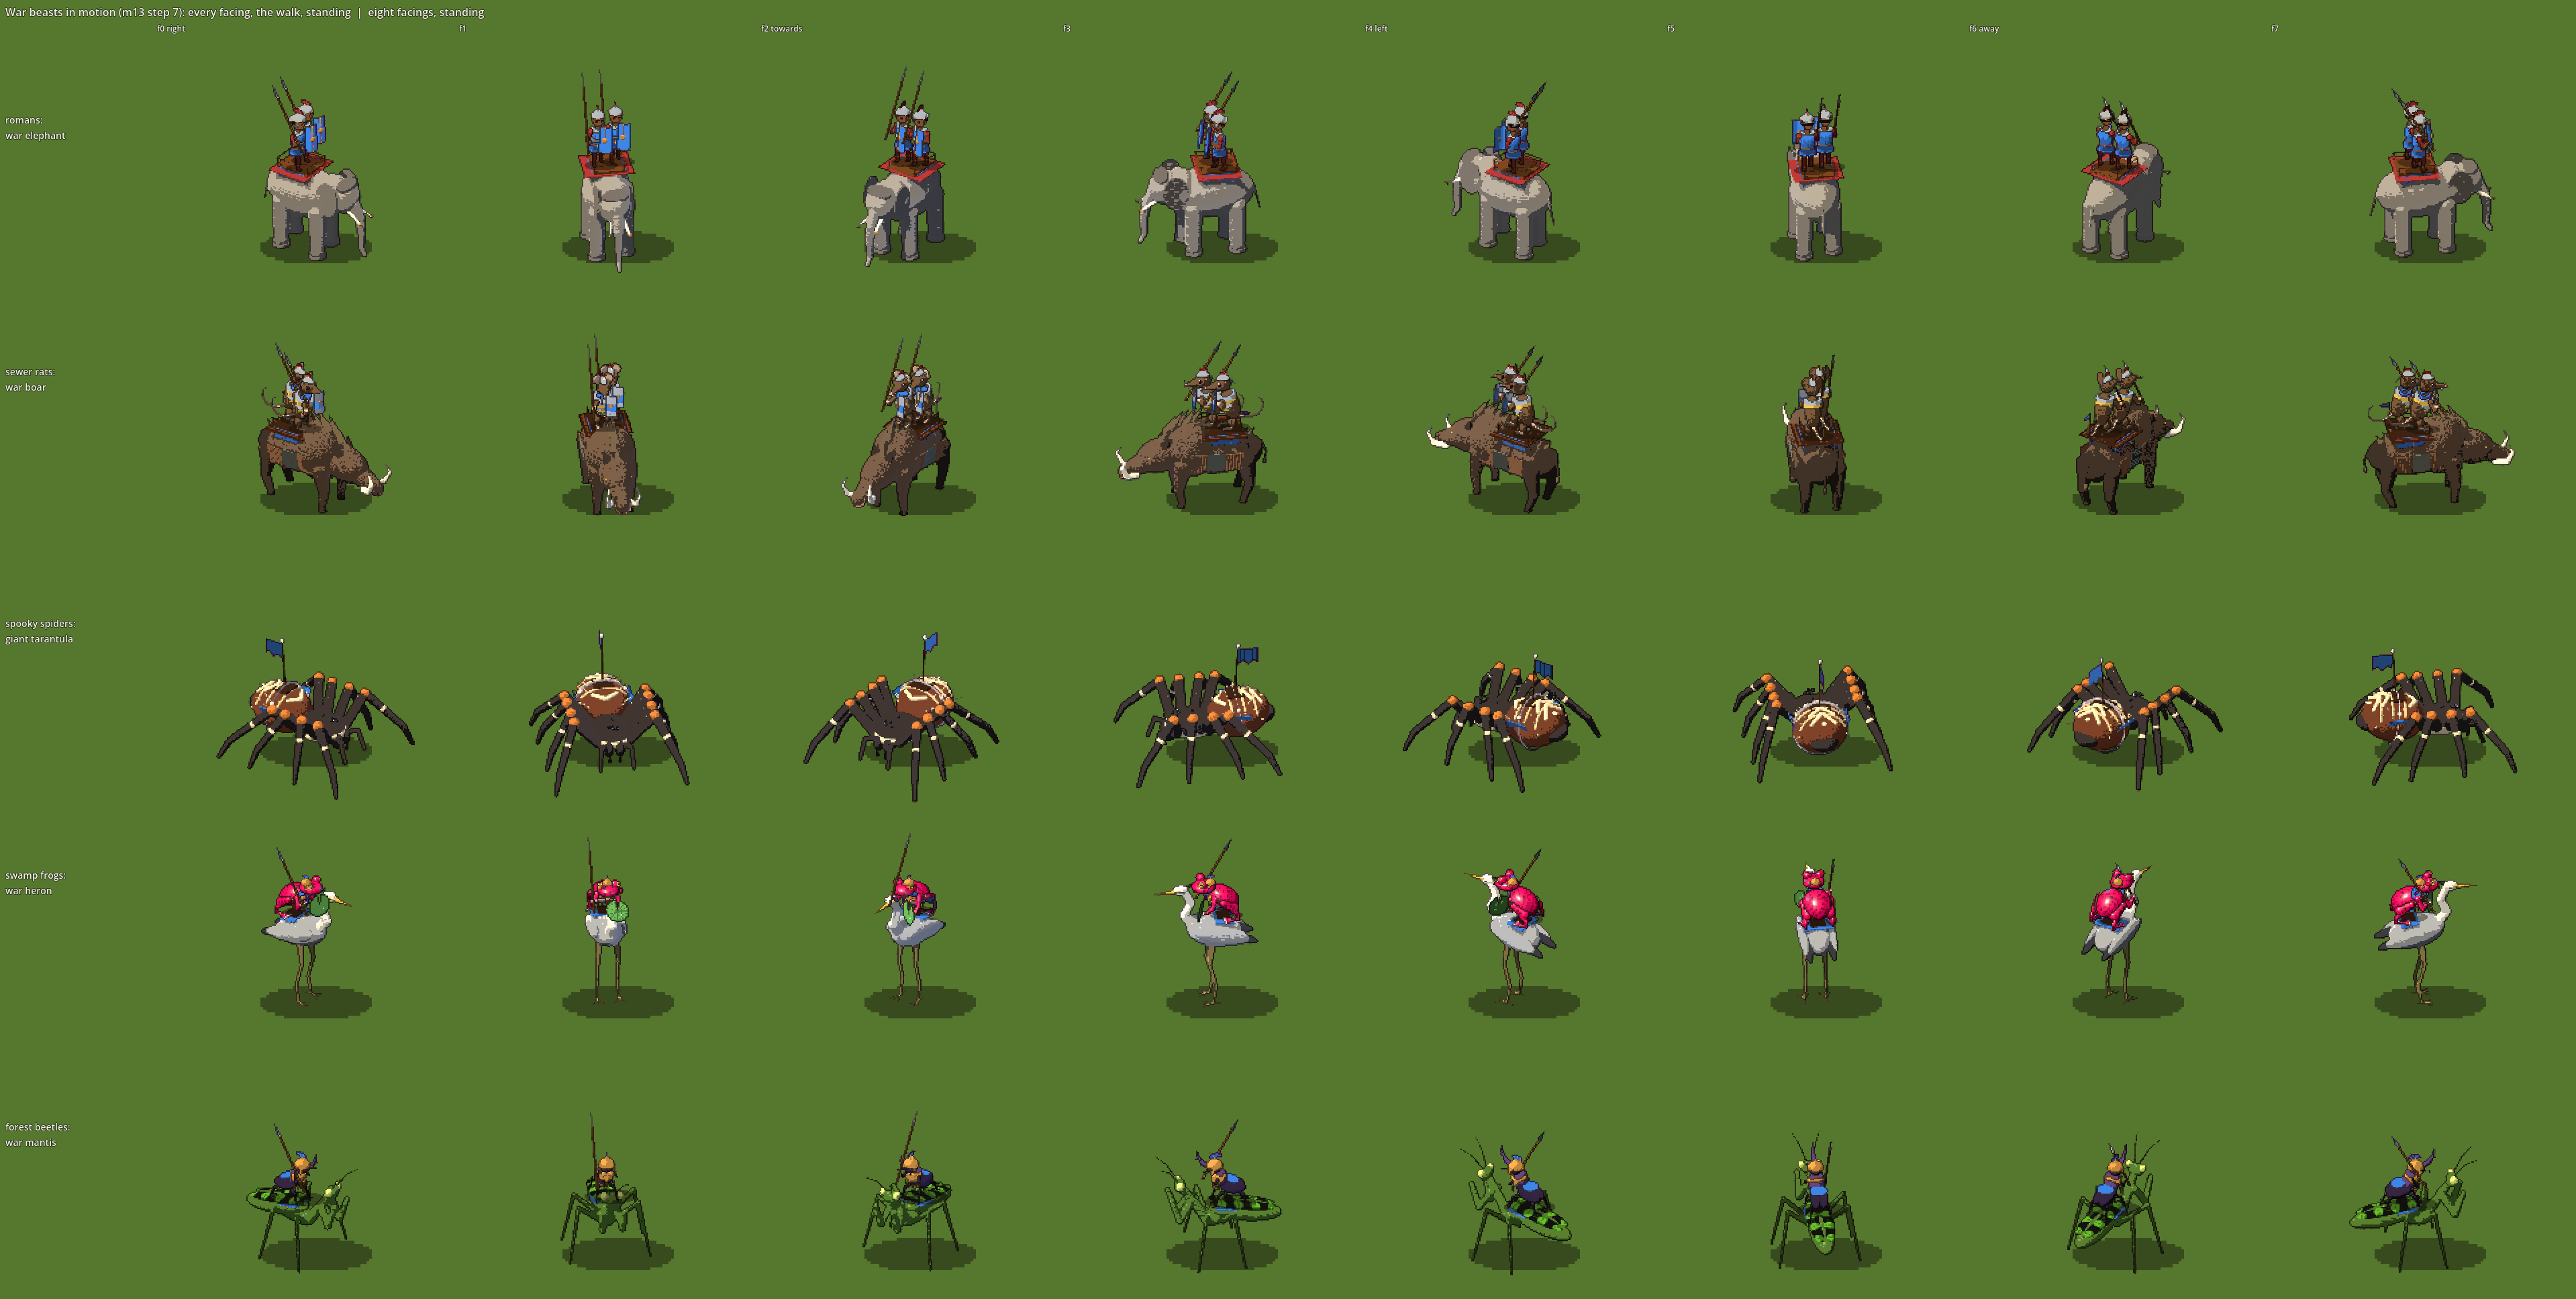 War beasts in motion (m13 step 7): every facing, the walk, standing | eight facings, standing
f0 right f1 f2 towards f3 f4 left f5 f6 away f7
romans:
war elephant
sewer rats:
war boar
spooky spiders:
giant tarantula
swamp frogs:
war heron
forest beetles:
war mantis